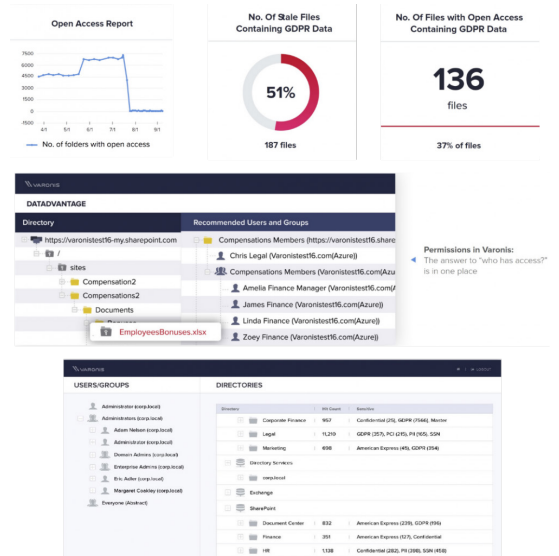 Open Access Report
7500
6000
4500
3000
1500
0
-1500
4/1 5/1 6/1 7/1 8/1 9/1
No. of folders with open access
No. Of Stale Files
Containing GDPR Data
51%
187 files
No. Of Files with Open Access
Containing GDPR Data
136
files
37% of files
VARONIS
DATADVANTAGE
Directory
Recommended Users and Groups
https://varonistest16-my.sharepoint.com
/
sites
Compensation2
Compensations2
Documents
Bonuses
EmployeesBonuses.xlsx
Compensations Members (https://varonistest16.share
Chris Legal (Varonistest16.com(Azure))
Compensations Members (Varonistest16.com(Azu
Amelia Finance Manager (Varonistest16.com(A
James Finance (Varonistest16.com(Azure))
Linda Finance (Varonistest16.com(Azure))
Zoey Finance (Varonistest16.com(Azure))
Permissions in Varonis:
The answer to "who has access?"
is in one place
VARONIS
LOGOUT
USERS/GROUPS
Administrator (corp.local)
Administrators (corp.local)
Adam Nelsen (corp.local)
Administrator (corp.local)
Domain Admins (corp.local)
Enterprise Admins (corp.local)
Eric Adler (corp.local)
Margaret Coakley (corp.local)
Everyone (Abstract)
DIRECTORIES
Directory Hit Count Sensitive
Corporate Finance 957 Confidential (25), GDPR (7566), Master
Legal 11,210 GDPR (357), PCI (215), PII (165), SSN
Marketing 698 American Express (45), GDPR (354)
Directory Services
corp.local
Exchange
SharePoint
Document Center 832 American Express (239), GDPR (196)
Finance 351 American Express (127), Confidential
HR 1,138 Confidential (282), PII (398), SSN (458)